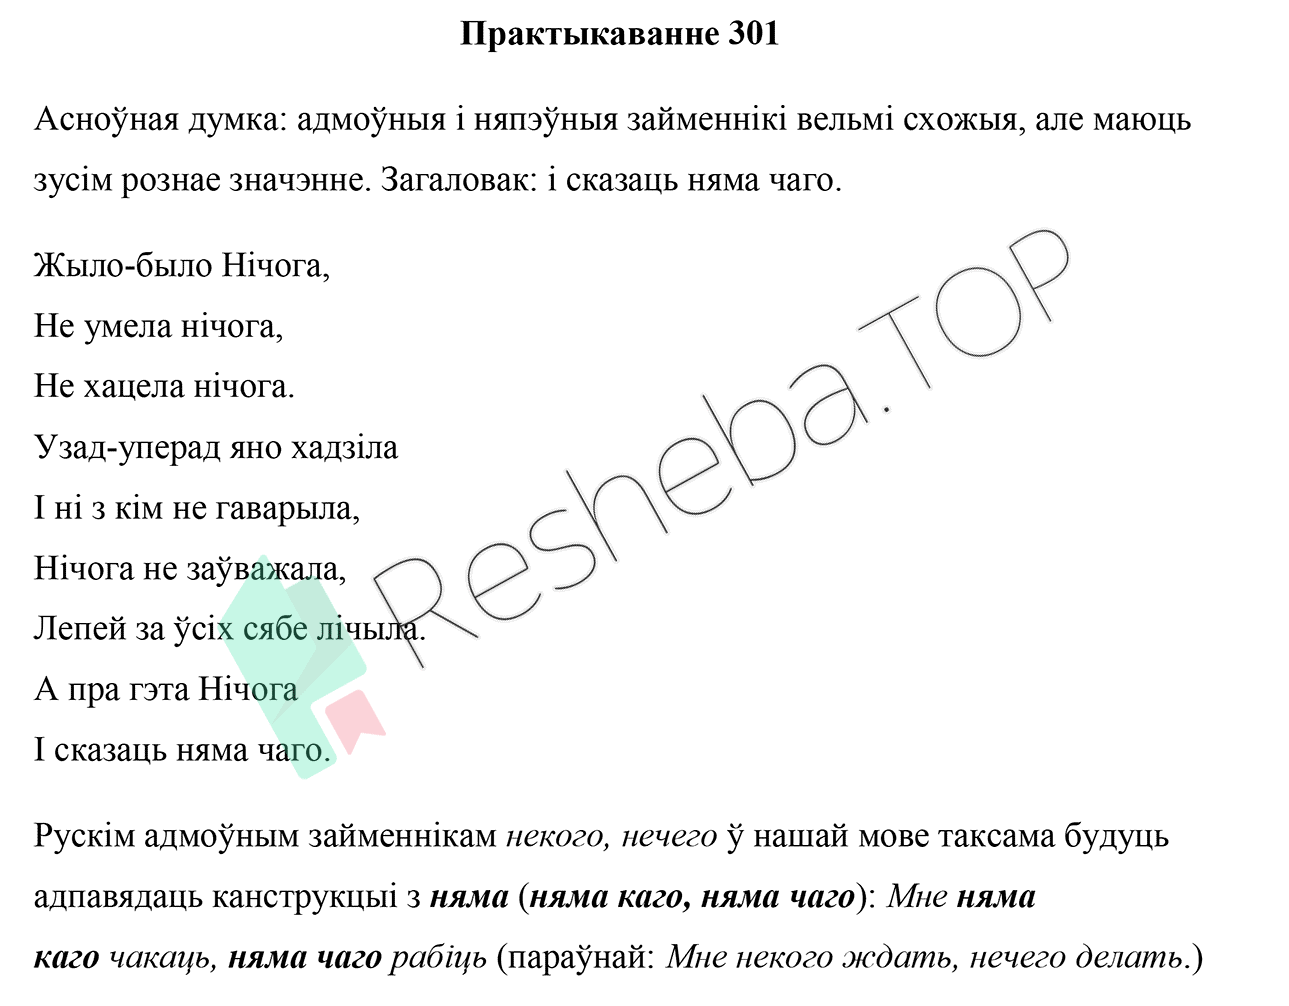 Практыкаванне 301
Асноўная думка: адмоўныя і няпэўныя займеннікі вельмі схожыя, але маюць
зусім рознае значэнне. Загаловак: і сказаць няма чаго.
Жыло-было Нічога,
Не умела нічога,
Не хацела нічога.
Узад-уперад яно хадзіла
І ні з кім не гаварыла,
Нічога не заўважала,
Лепей за ўсіх сябе лічыла.
А пра гэта Нічога
І сказаць няма чаго.
Рускім адмоўным займеннікам некого, нечего ў нашай мове таксама будуць
адпавядаць канструкцыі з няма (няма каго, няма чаго): Мне няма
каго чакаць, няма чаго рабіць (параўнай: Мне некого ждать, нечего делать.)
Resheba.TOP